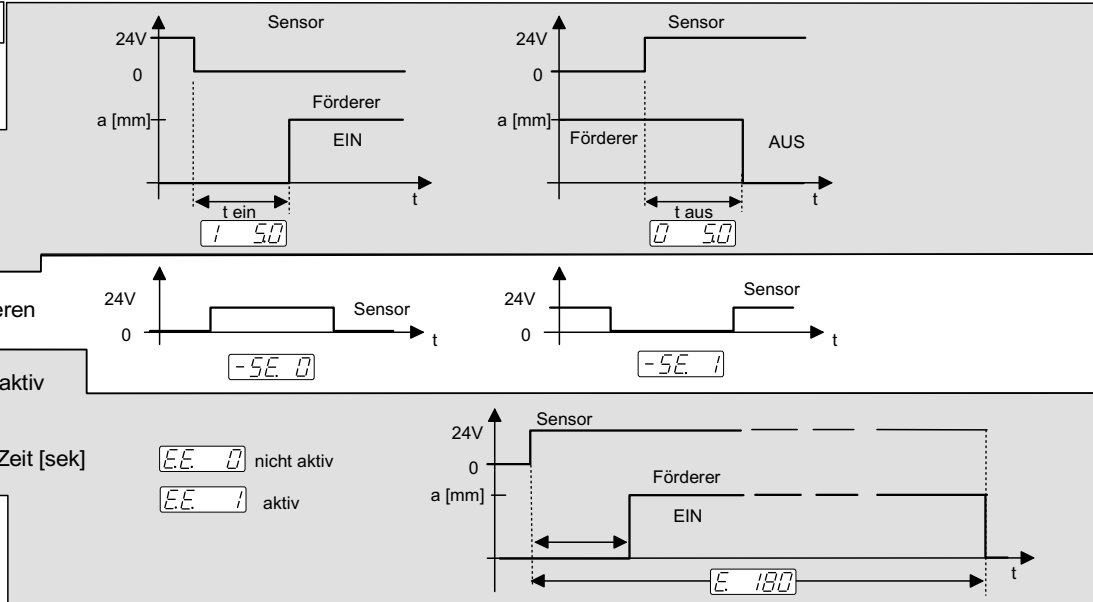 Sensor
24V
0
Förderer
a [mm]
EIN
t
t ein
1 5.0
Sensor
24V
0
a [mm]
Förderer
AUS
t
t aus
0 5.0
eren
24V
0
Sensor
t
-SE. 0
24V
0
Sensor
t
-SE. 1
aktiv
Zeit [sek]
E.E. 0 nicht aktiv
E.E. 1 aktiv
Sensor
24V
0
Förderer
a [mm]
EIN
t
E. 180